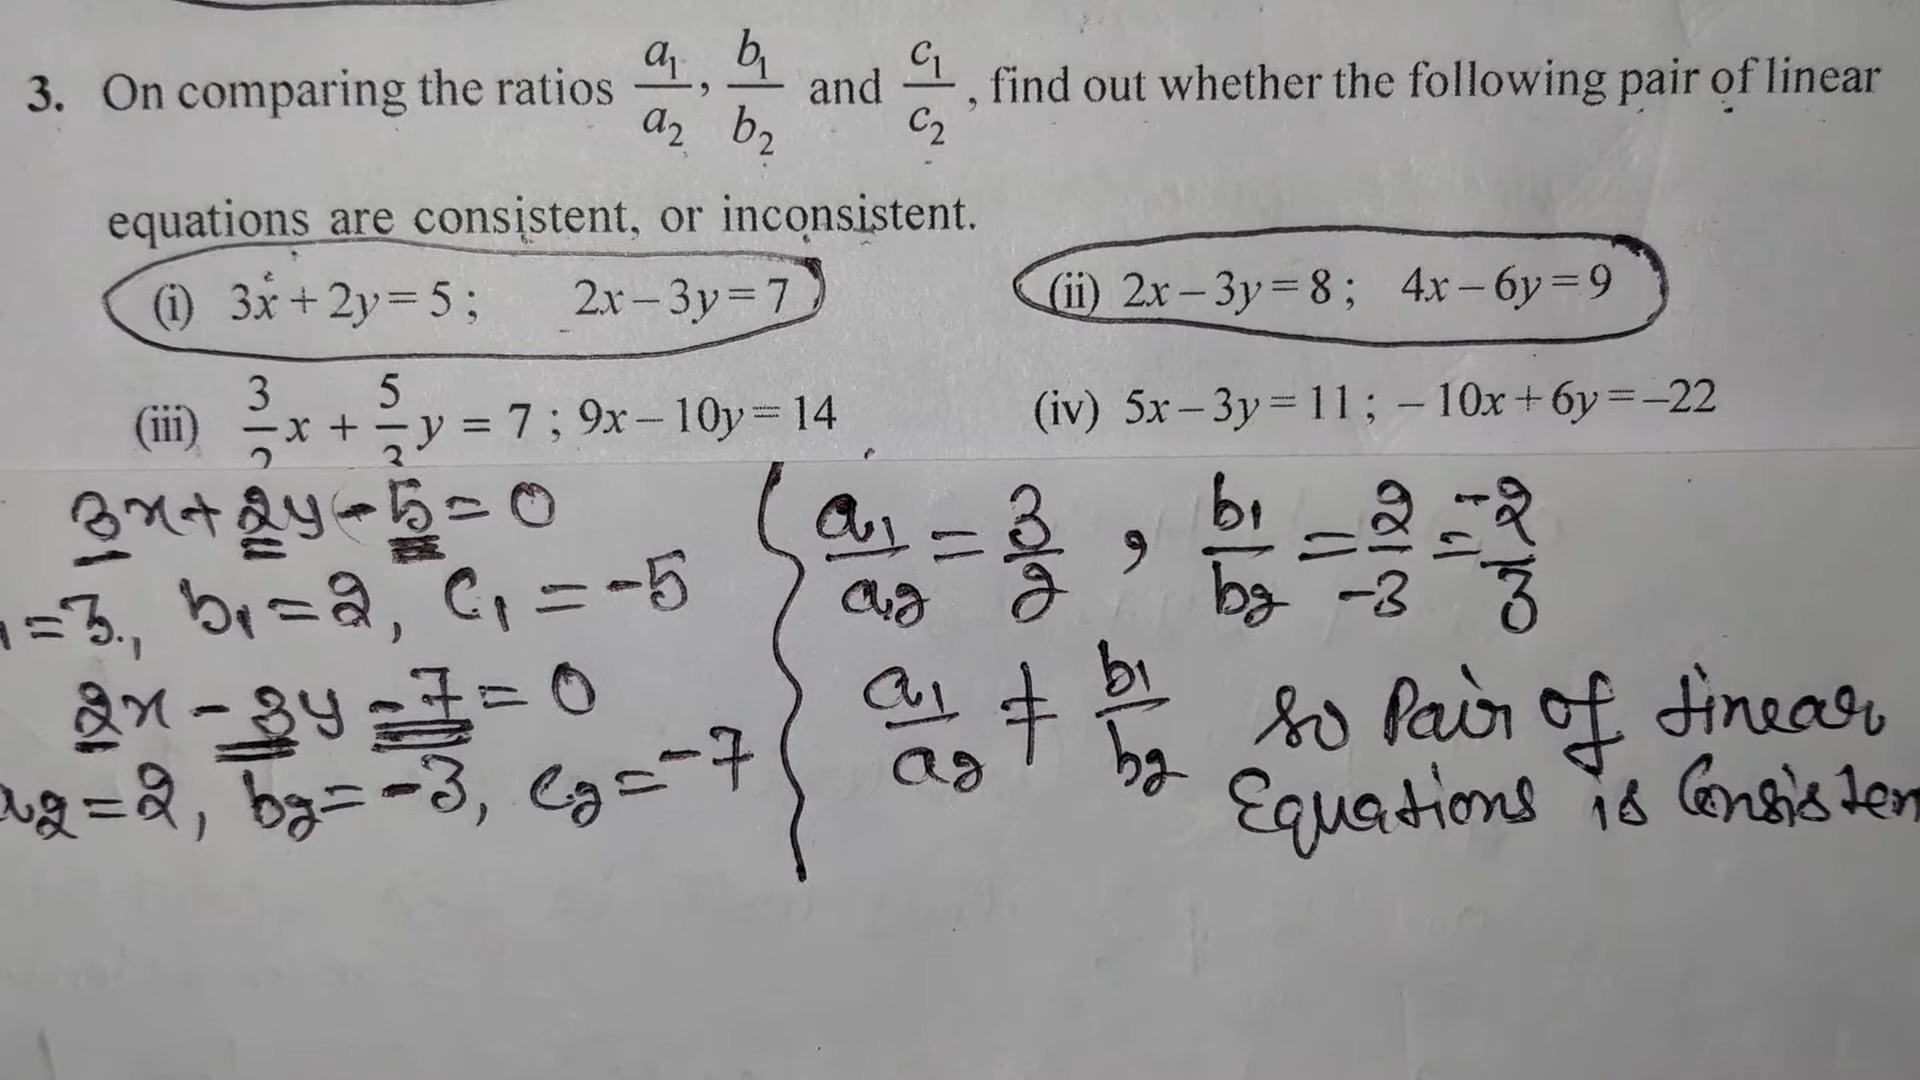 3. On comparing the ratios a₁/a₂, b₁/b₂ and c₁/c₂, find out whether the following pair of linear
equations are consistent, or inconsistent.
(i) 3x + 2y = 5 ; 2x – 3y = 7
(ii) 2x – 3y = 8 ; 4x – 6y = 9
(iii) 3/2 x + 5/3 y = 7 ; 9x – 10y = 14
(iv) 5x – 3y = 11 ; – 10x + 6y = –22
3x + 2y - 5 = 0
₁ = 3, b₁ = 2, c₁ = -5
2x - 3y - 7 = 0
a₂ = 2, b₂ = -3, c₂ = -7
a₁/a₂ = 3/2 , b₁/b₂ = 2/-3 = -2/3
a₁/a₂ ≠ b₁/b₂ So Pair of linear
Equations is Consisten